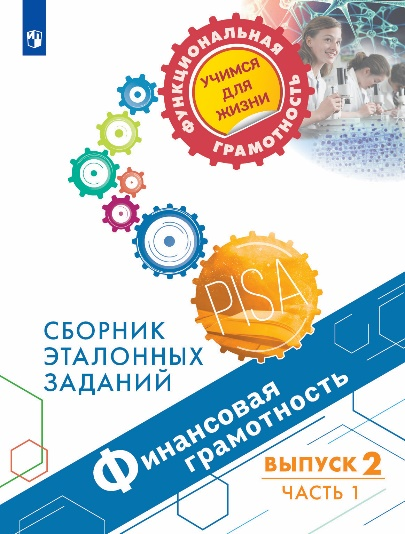 ФУНКЦИОНАЛЬНАЯ
УЧИМСЯ
ДЛЯ
ЖИЗНИ
ГРАМОТНОСТЬ
PISA
СБОРНИК
ЭТАЛОННЫХ
ЗАДАНИЙ
Финансовая
грамотность
ВЫПУСК 2
ЧАСТЬ 1